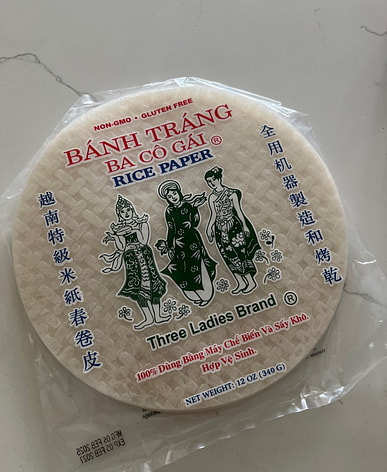 NON-GMO • GLUTEN FREE
BÁNH TRÁNG
BA CÔ GÁI ®
RICE PAPER
越南特級米紙春卷皮
全用机器製造和烤乾
Three Ladies Brand ®
100% Dùng Bằng Máy Chế Biến Và Sấy Khô.
Hợp Vệ Sinh.
NET WEIGHT: 12 OZ (340 G)